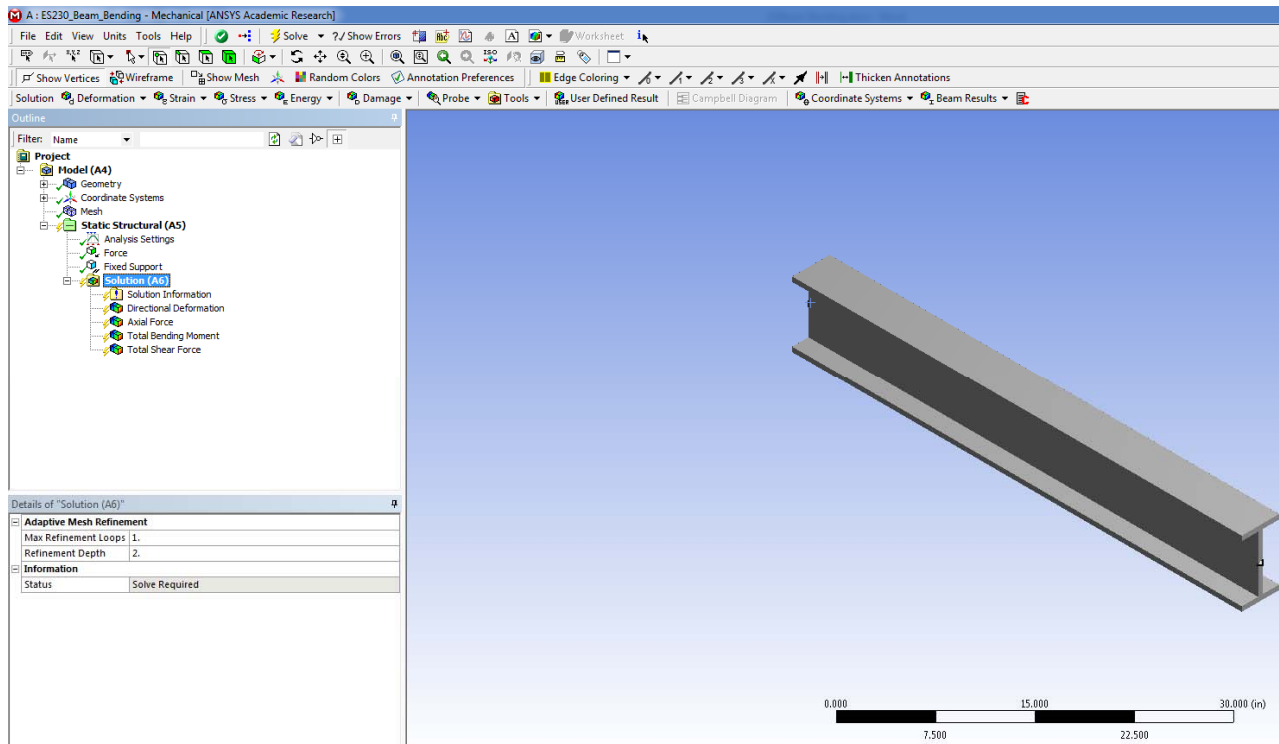 A : ES230_Beam_Bending - Mechanical [ANSYS Academic Research]
File Edit View Units Tools Help Solve ?✓ Show Errors Worksheet
Show Vertices Wireframe Show Mesh Random Colors Annotation Preferences Edge Coloring Thicken Annotations
Solution Deformation Strain Stress Energy Damage Probe Tools User Defined Result Campbell Diagram Coordinate Systems Beam Results
Outline
Filter: Name
Project
Model (A4)
Geometry
Coordinate Systems
Mesh
Static Structural (A5)
Analysis Settings
Force
Fixed Support
Solution (A6)
Solution Information
Directional Deformation
Axial Force
Total Bending Moment
Total Shear Force
Details of "Solution (A6)"
Adaptive Mesh Refinement
Max Refinement Loops 1.
Refinement Depth 2.
Information
Status Solve Required
0.000 15.000 30.000 (in)
7.500 22.500